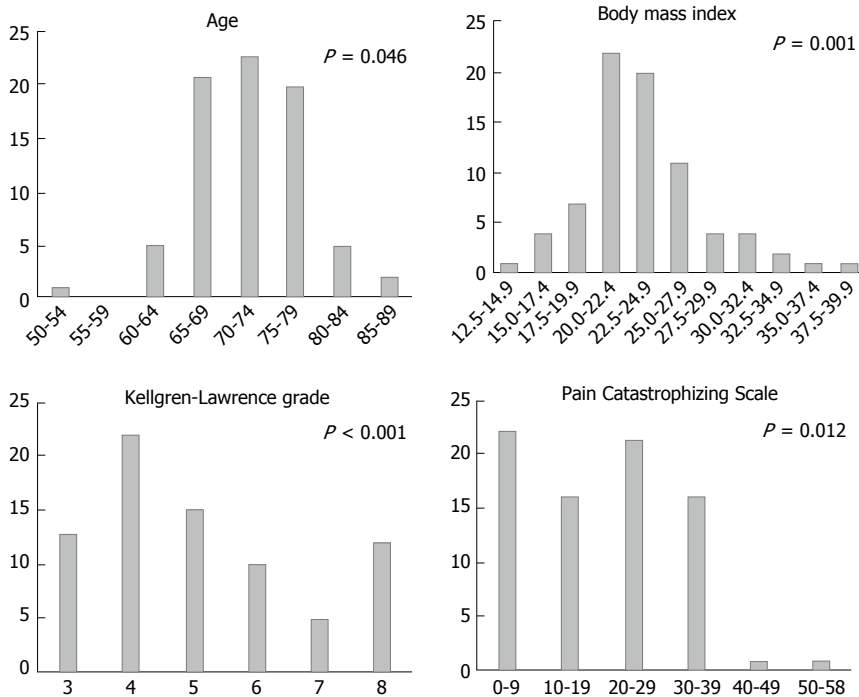 Age
P = 0.046
25
20
15
10
5
0
50-54 55-59 60-64 65-69 70-74 75-79 80-84 85-89
Body mass index
P = 0.001
25
20
15
10
5
0
12.5-14.9 15.0-17.4 17.5-19.9 20.0-22.4 22.5-24.9 25.0-27.9 27.5-29.9 30.0-32.4 32.5-34.9 35.0-37.4 37.5-39.9
Kellgren-Lawrence grade
P < 0.001
25
20
15
10
5
0
3 4 5 6 7 8
Pain Catastrophizing Scale
P = 0.012
25
20
15
10
5
0
0-9 10-19 20-29 30-39 40-49 50-58